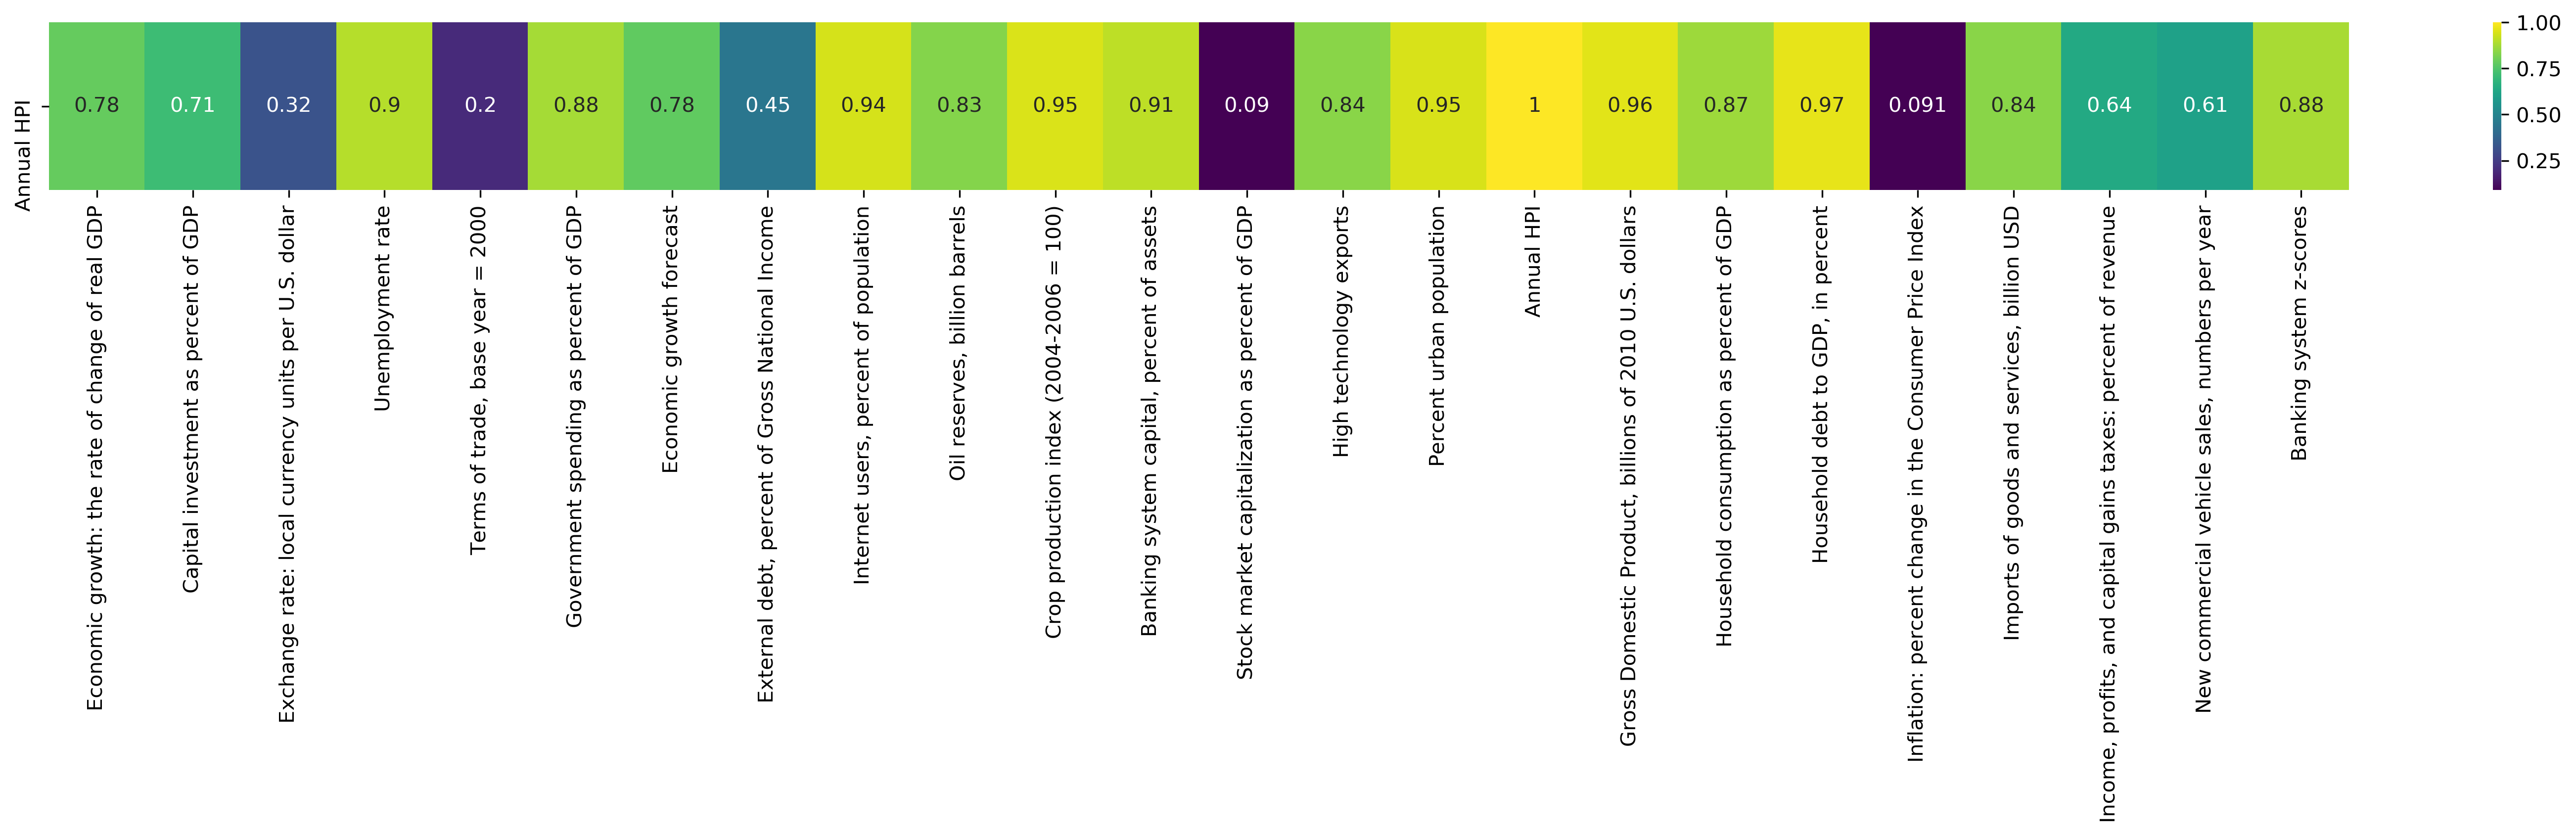 Annual HPI
0.78
0.71
0.32
0.9
0.2
0.88
0.78
0.45
0.94
0.83
0.95
0.91
0.09
0.84
0.95
1
0.96
0.87
0.97
0.091
0.84
0.64
0.61
0.88
Economic growth: the rate of change of real GDP
Capital investment as percent of GDP
Exchange rate: local currency units per U.S. dollar
Unemployment rate
Terms of trade, base year = 2000
Government spending as percent of GDP
Economic growth forecast
External debt, percent of Gross National Income
Internet users, percent of population
Oil reserves, billion barrels
Crop production index (2004-2006 = 100)
Banking system capital, percent of assets
Stock market capitalization as percent of GDP
High technology exports
Percent urban population
Annual HPI
Gross Domestic Product, billions of 2010 U.S. dollars
Household consumption as percent of GDP
Household debt to GDP, in percent
Inflation: percent change in the Consumer Price Index
Imports of goods and services, billion USD
Income, profits, and capital gains taxes: percent of revenue
New commercial vehicle sales, numbers per year
Banking system z-scores
1.00
0.75
0.50
0.25